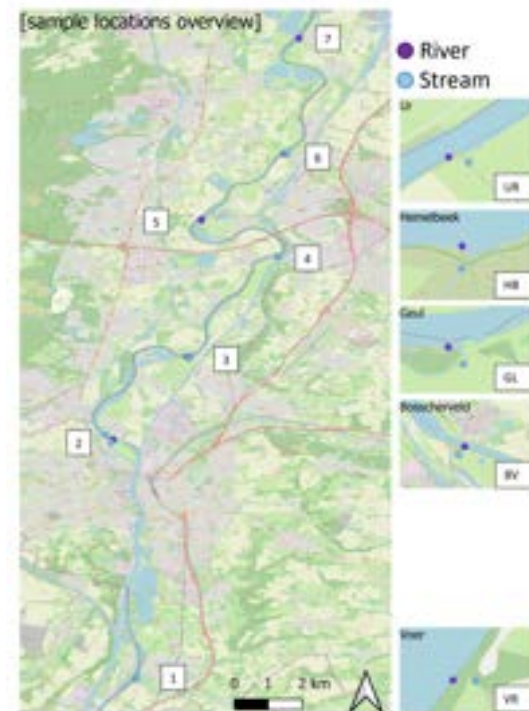 [sample locations overview]
7
River
Stream
6
5
4
3
2
1
0 1 2 km
Ur
UR
Hemelbeek
HB
Geul
GL
Bosscherveld
BV
Voer
VR